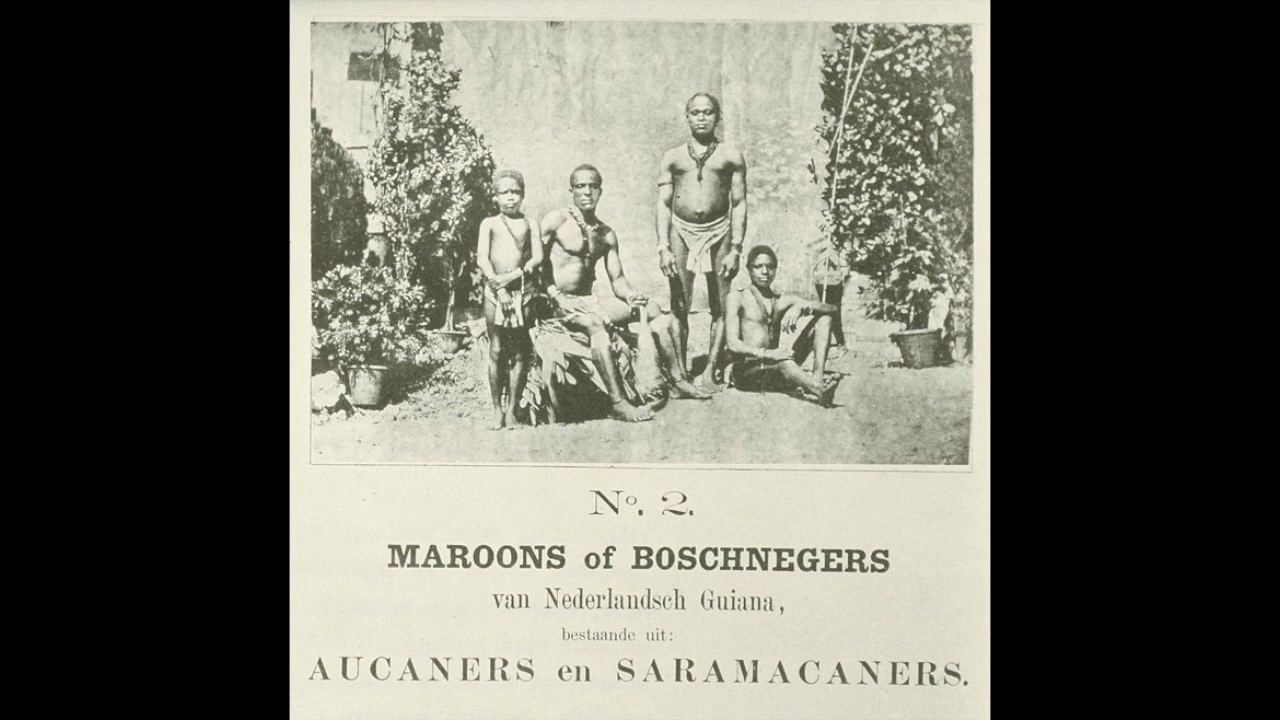 No. 2.
MAROONS of BOSCHNEGERS
van Nederlandsch Guiana,
bestaande uit:
AUCANERS en SARAMACANERS.